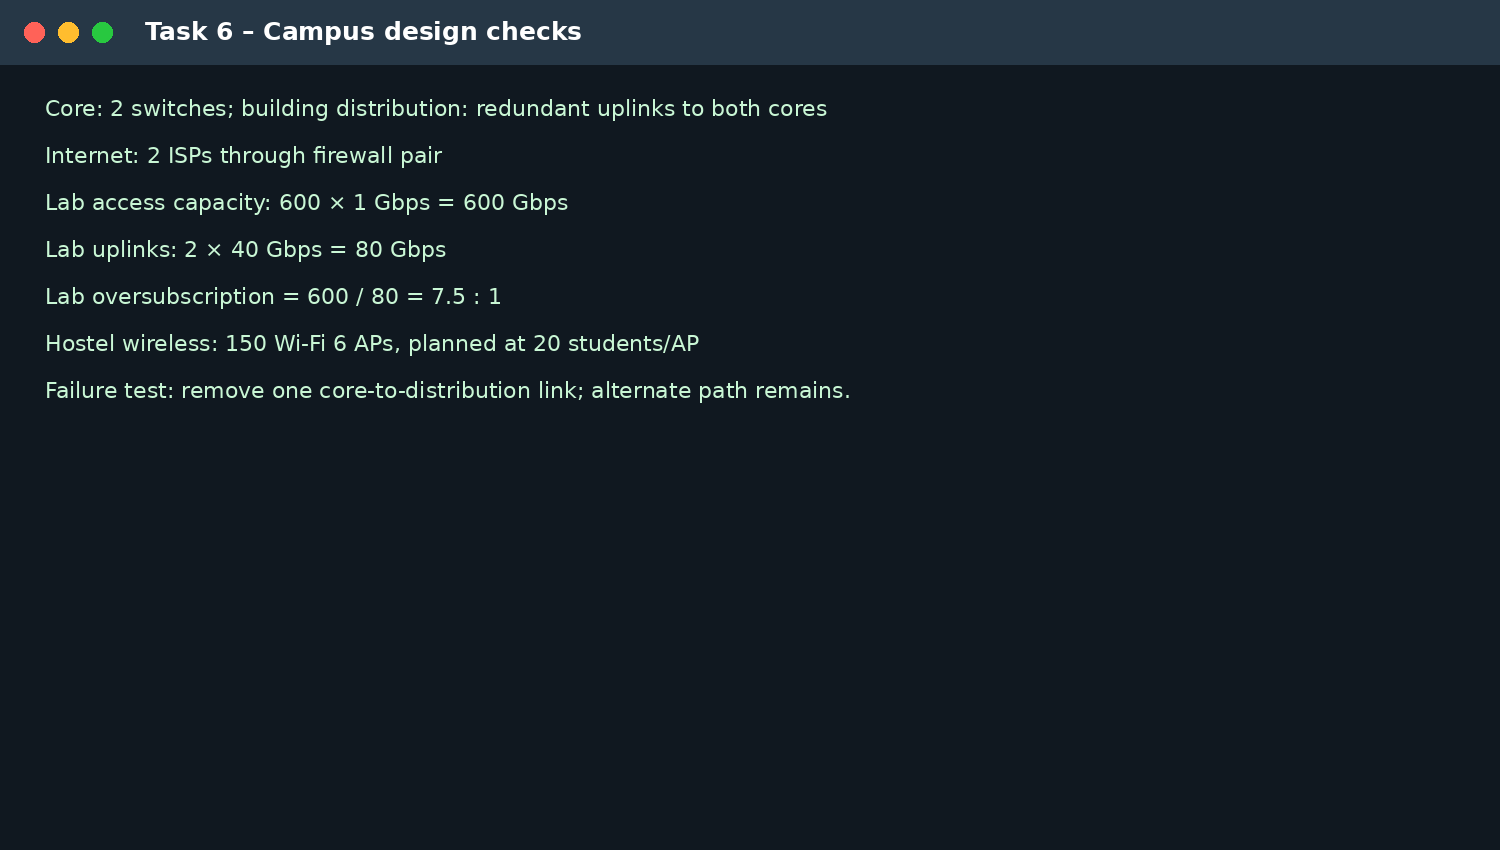 Task 6 – Campus design checks
Core: 2 switches; building distribution: redundant uplinks to both cores
Internet: 2 ISPs through firewall pair
Lab access capacity: 600 × 1 Gbps = 600 Gbps
Lab uplinks: 2 × 40 Gbps = 80 Gbps
Lab oversubscription = 600 / 80 = 7.5 : 1
Hostel wireless: 150 Wi-Fi 6 APs, planned at 20 students/AP
Failure test: remove one core-to-distribution link; alternate path remains.